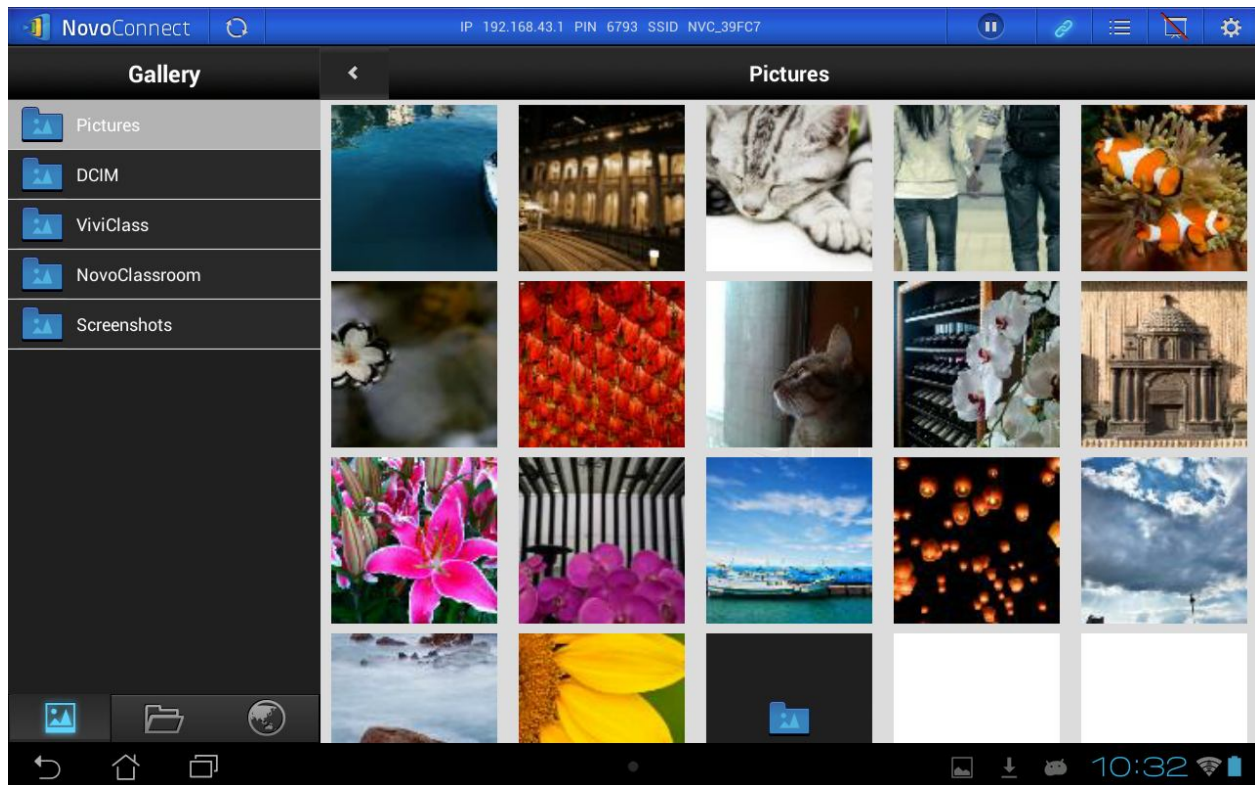 NovoConnect
IP 192.168.43.1 PIN 6793 SSID NVC_39FC7
Gallery
Pictures
Pictures
DCIM
ViviClass
NovoClassroom
Screenshots
10:32